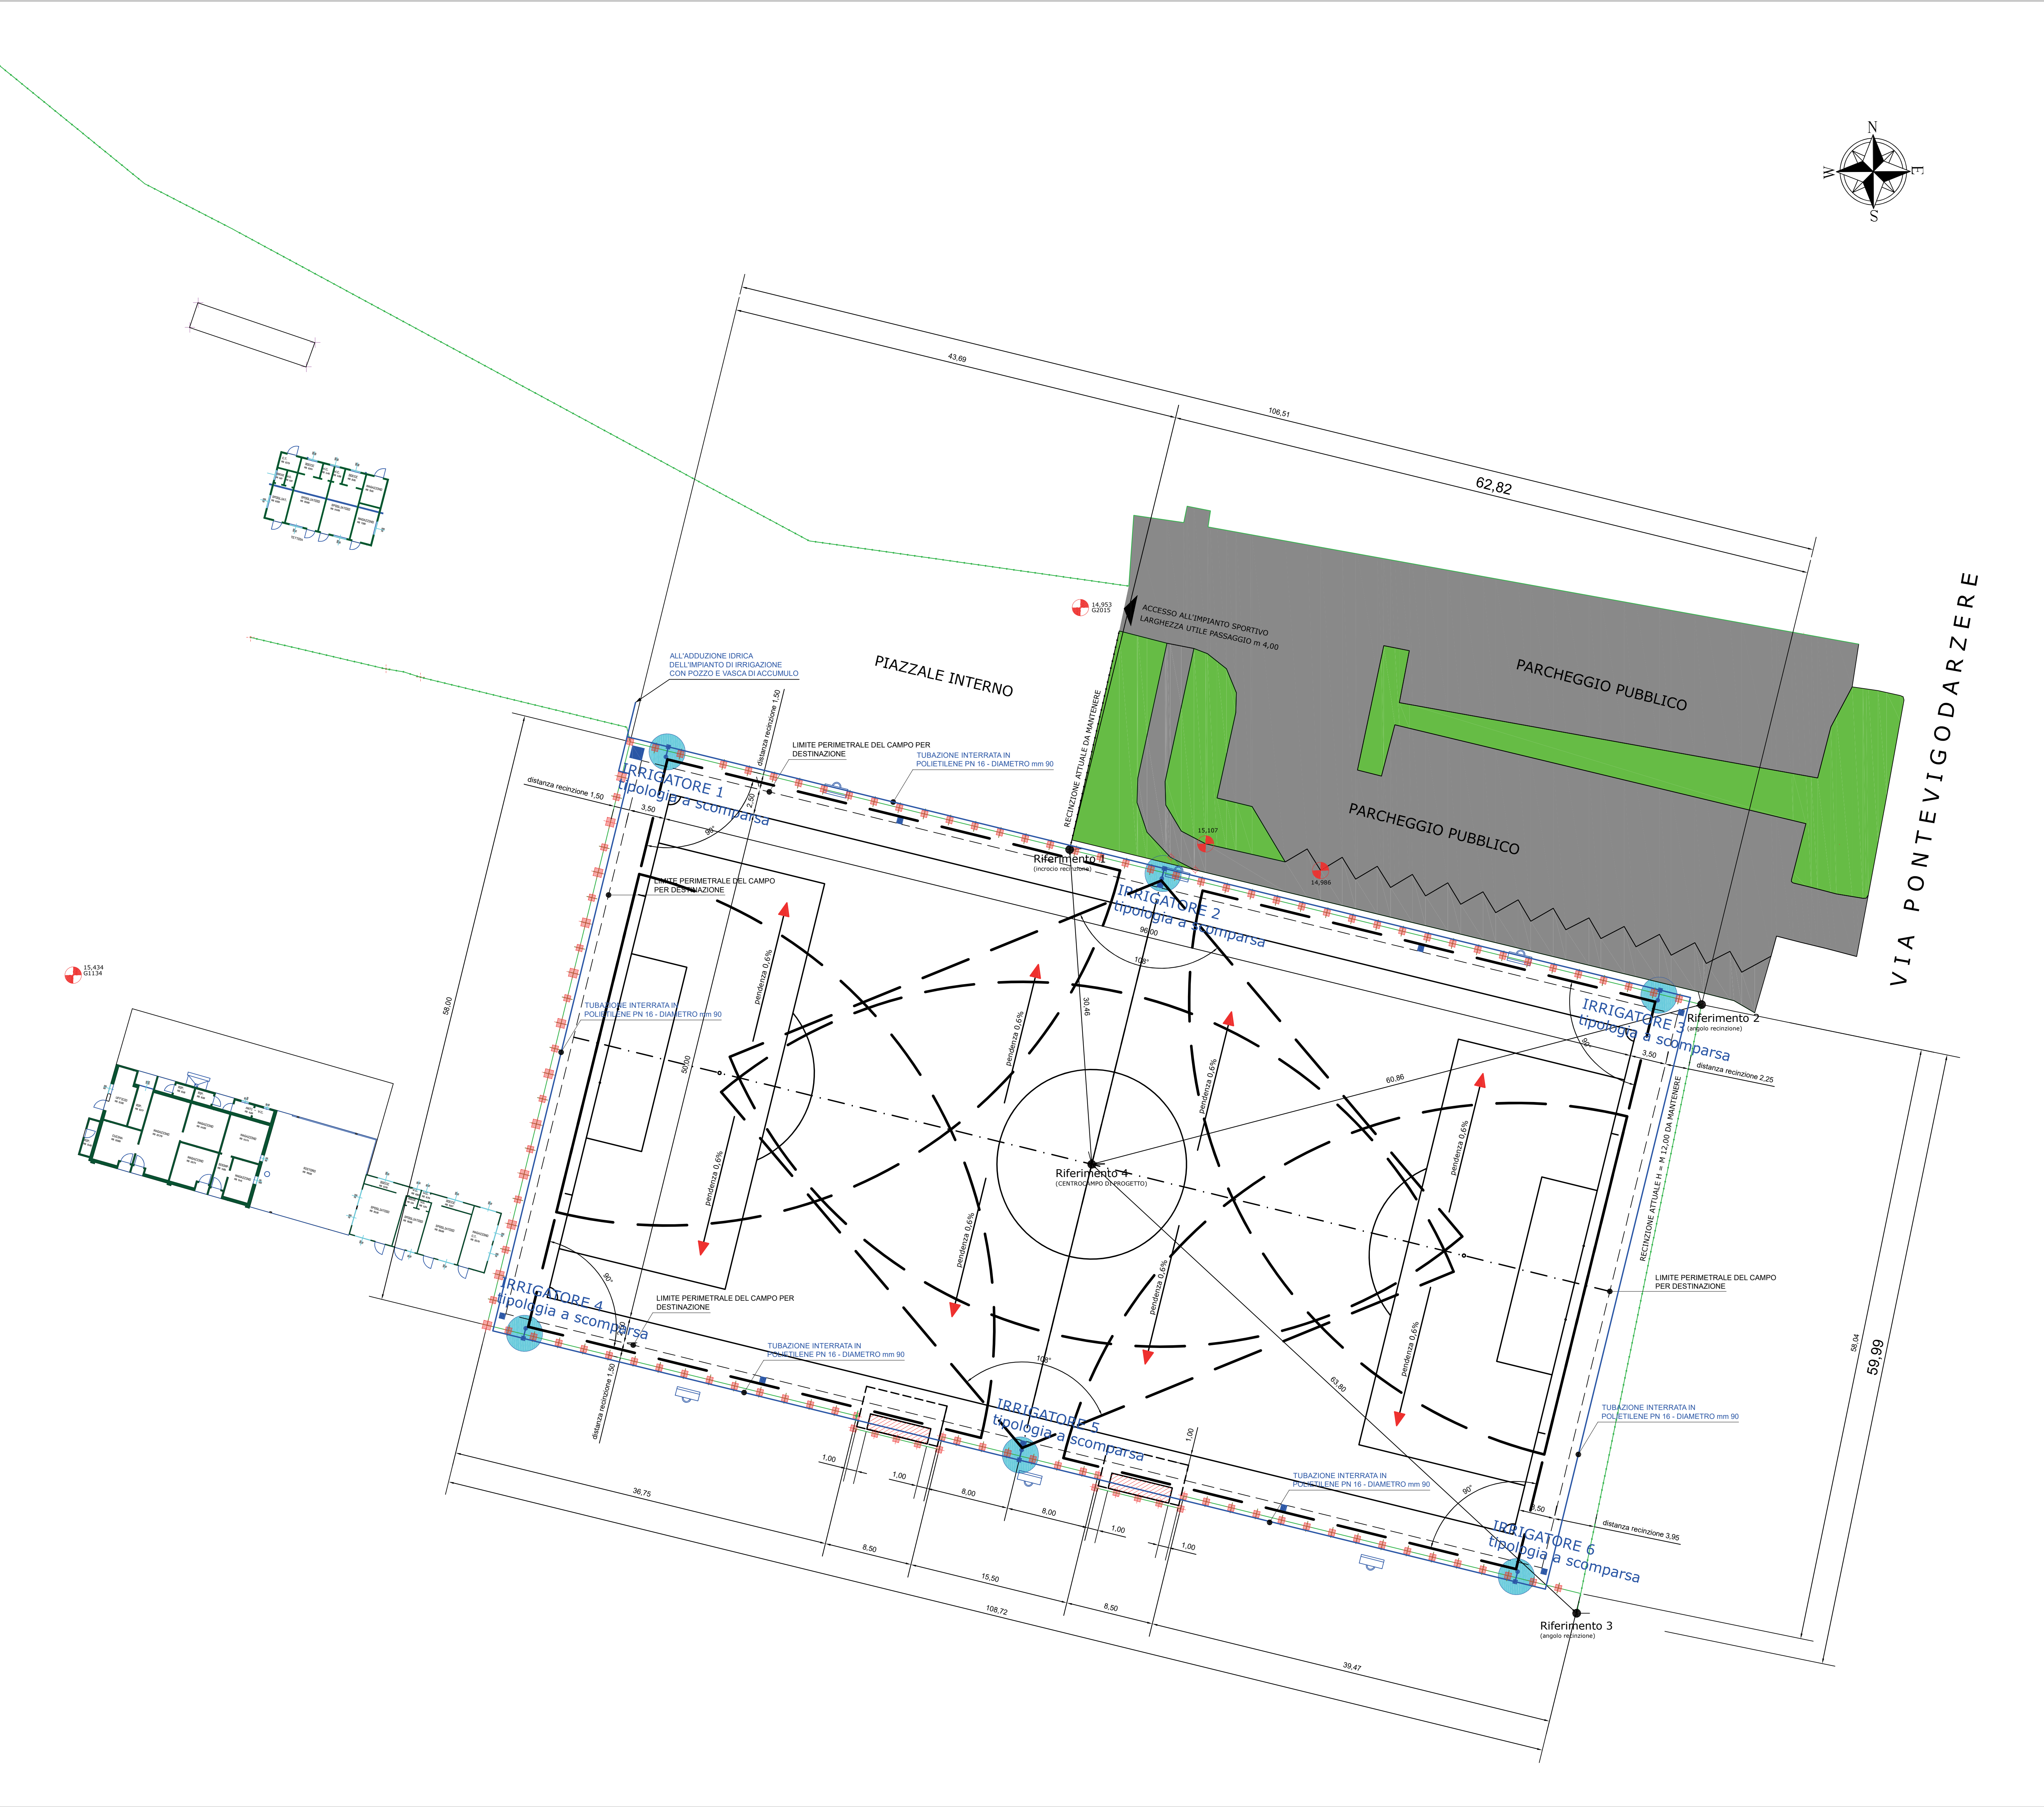 N
W
E
S
43,69
106,51
62,82
VIA PONTEVIGODARZERE
14,953
G2015
ACCESSO ALL'IMPIANTO SPORTIVO
LARGHEZZA UTILE PASSAGGIO m 4,00
PIAZZALE INTERNO
PARCHEGGIO PUBBLICO
PARCHEGGIO PUBBLICO
ALL'ADDUZIONE IDRICA
DELL'IMPIANTO DI IRRIGAZIONE
CON POZZO E VASCA DI ACCUMULO
distanza recinzione 1,50
RECINZIONE ATTUALE DA MANTENERE
LIMITE PERIMETRALE DEL CAMPO PER
DESTINAZIONE
TUBAZIONE INTERRATA IN
POLIETILENE PN 16 - DIAMETRO mm 90
IRRIGATORE 1
tipologia a scomparsa
distanza recinzione 1,50
3,50
2,50
90°
15,107
14,986
Riferimento 1
(incrocio recinzione)
IRRIGATORE 2
tipologia a scomparsa
96,00
108°
LIMITE PERIMETRALE DEL CAMPO
PER DESTINAZIONE
pendenza 0,6%
pendenza 0,6%
pendenza 0,6%
pendenza 0,6%
15,434
G1134
58,00
TUBAZIONE INTERRATA IN
POLIETILENE PN 16 - DIAMETRO mm 90
30,46
50,00
60,86
IRRIGATORE 3
tipologia a scomparsa
90°
Riferimento 2
(angolo recinzione)
3,50
distanza recinzione 2,25
RECINZIONE ATTUALE H = M 12,00 DA MANTENERE
Riferimento 4
(CENTROCAMPO DI PROGETTO)
pendenza 0,6%
pendenza 0,6%
pendenza 0,6%
pendenza 0,6%
LIMITE PERIMETRALE DEL CAMPO
PER DESTINAZIONE
IRRIGATORE 4
tipologia a scomparsa
90°
LIMITE PERIMETRALE DEL CAMPO PER
DESTINAZIONE
TUBAZIONE INTERRATA IN
POLIETILENE PN 16 - DIAMETRO mm 90
distanza recinzione 1,50
108°
63,80
58,04
59,99
IRRIGATORE 5
tipologia a scomparsa
TUBAZIONE INTERRATA IN
POLIETILENE PN 16 - DIAMETRO mm 90
TUBAZIONE INTERRATA IN
POLIETILENE PN 16 - DIAMETRO mm 90
1,00
1,00
1,00
8,00
8,00
1,00
1,00
90°
3,50
distanza recinzione 3,95
IRRIGATORE 6
tipologia a scomparsa
Riferimento 3
(angolo recinzione)
36,75
8,50
15,50
8,50
39,47
108,72